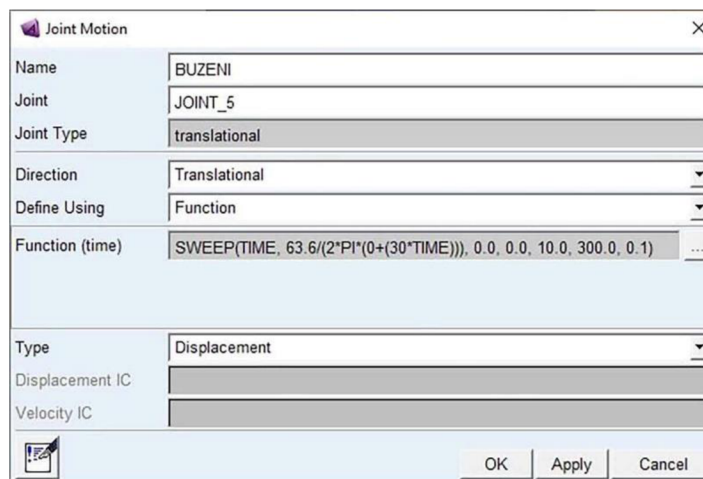 Joint Motion
Name BUZENI
Joint JOINT_5
Joint Type translational
Direction Translational
Define Using Function
Function (time) SWEEP(TIME, 63.6/(2*PI*(0+(30*TIME))), 0.0, 0.0, 10.0, 300.0, 0.1) ...
Type Displacement
Displacement IC
Velocity IC
OK Apply Cancel